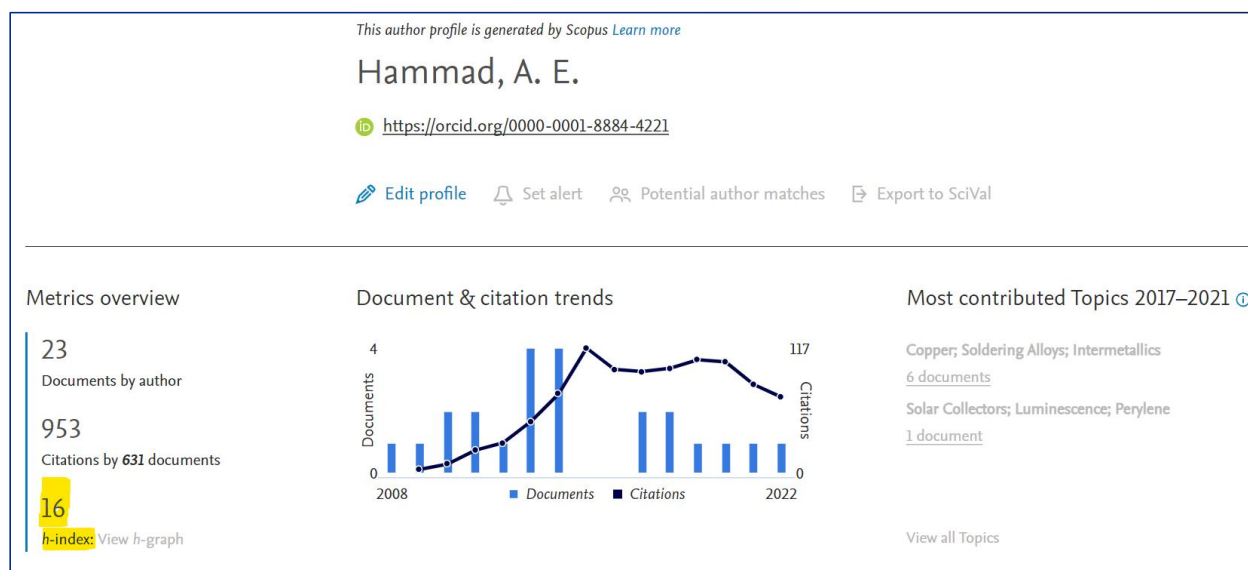 This author profile is generated by Scopus Learn more
Hammad, A. E.
iD https://orcid.org/0000-0001-8884-4221
Edit profile Set alert Potential author matches Export to SciVal
Metrics overview
23
Documents by author
953
Citations by 631 documents
16
h-index: View h-graph
Document & citation trends
4
117
Documents
Citations
0
0
2008
2022
Documents Citations
Most contributed Topics 2017–2021
Copper; Soldering Alloys; Intermetallics
6 documents
Solar Collectors; Luminescence; Perylene
1 document
View all Topics